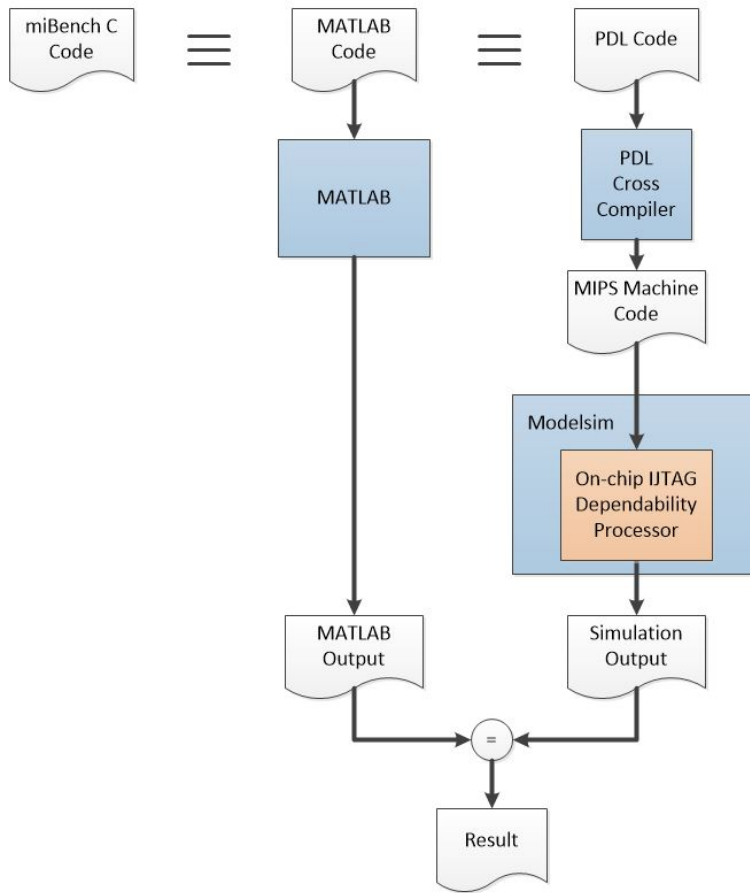 miBench C
Code
MATLAB
Code
PDL Code
MATLAB
PDL
Cross
Compiler
MIPS Machine
Code
Modelsim
On-chip IJTAG
Dependability
Processor
MATLAB
Output
Simulation
Output
=
Result